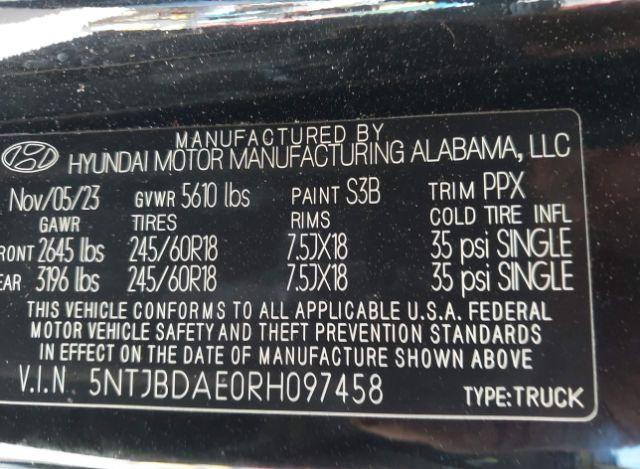 MANUFACTURED BY
HYUNDAI MOTOR MANUFACTURING ALABAMA, LLC
Nov/05/23 GVWR 5610 lbs PAINT S3B TRIM PPX
GAWR TIRES RIMS COLD TIRE INFL
FRONT 2645 lbs 245/60R18 7.5JX18 35 psi SINGLE
EAR 3196 lbs 245/60R18 7.5JX18 35 psi SINGLE
THIS VEHICLE CONFORMS TO ALL APPLICABLE U.S.A. FEDERAL
MOTOR VEHICLE SAFETY AND THEFT PREVENTION STANDARDS
IN EFFECT ON THE DATE OF MANUFACTURE SHOWN ABOVE
V.I.N. 5NTJBDAE0RH097458 TYPE:TRUCK